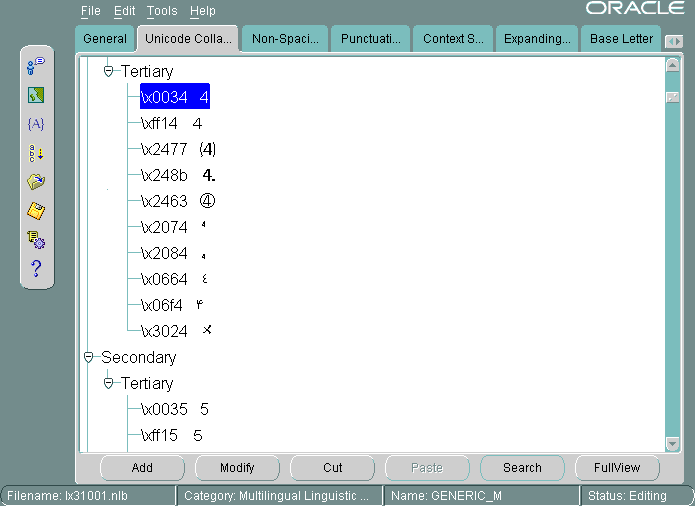 File Edit Tools Help
ORACLE
General Unicode Colla... Non-Spaci... Punctuati... Context S... Expanding... Base Letter
Tertiary
\x0034 4
\xff14 4
\x2477 ⑷
\x248b ⒋
\x2463 ④
\x2074 ⁴
\x2084 ₄
\x0664 ٤
\x06f4 ۴
\x3024 〤
Secondary
Tertiary
\x0035 5
\xff15 5
Add Modify Cut Paste Search FullView
Filename: lx31001.nlb Category: Multilingual Linguistic ... Name: GENERIC_M Status: Editing